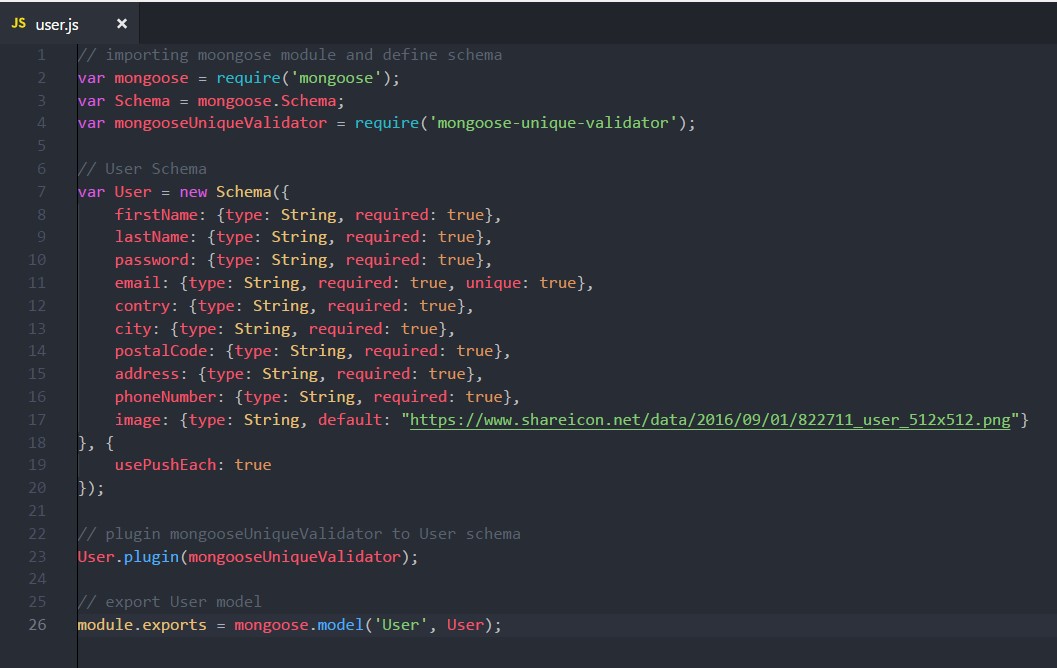 JS user.js ×
1 // importing moongose module and define schema
2 var mongoose = require('mongoose');
3 var Schema = mongoose.Schema;
4 var mongooseUniqueValidator = require('mongoose-unique-validator');
5
6 // User Schema
7 var User = new Schema({
8     firstName: {type: String, required: true},
9     lastName: {type: String, required: true},
10     password: {type: String, required: true},
11     email: {type: String, required: true, unique: true},
12     contry: {type: String, required: true},
13     city: {type: String, required: true},
14     postalCode: {type: String, required: true},
15     address: {type: String, required: true},
16     phoneNumber: {type: String, required: true},
17     image: {type: String, default: "https://www.shareicon.net/data/2016/09/01/822711_user_512x512.png"}
18 }, {
19     usePushEach: true
20 });
21
22 // plugin mongooseUniqueValidator to User schema
23 User.plugin(mongooseUniqueValidator);
24
25 // export User model
26 module.exports = mongoose.model('User', User);